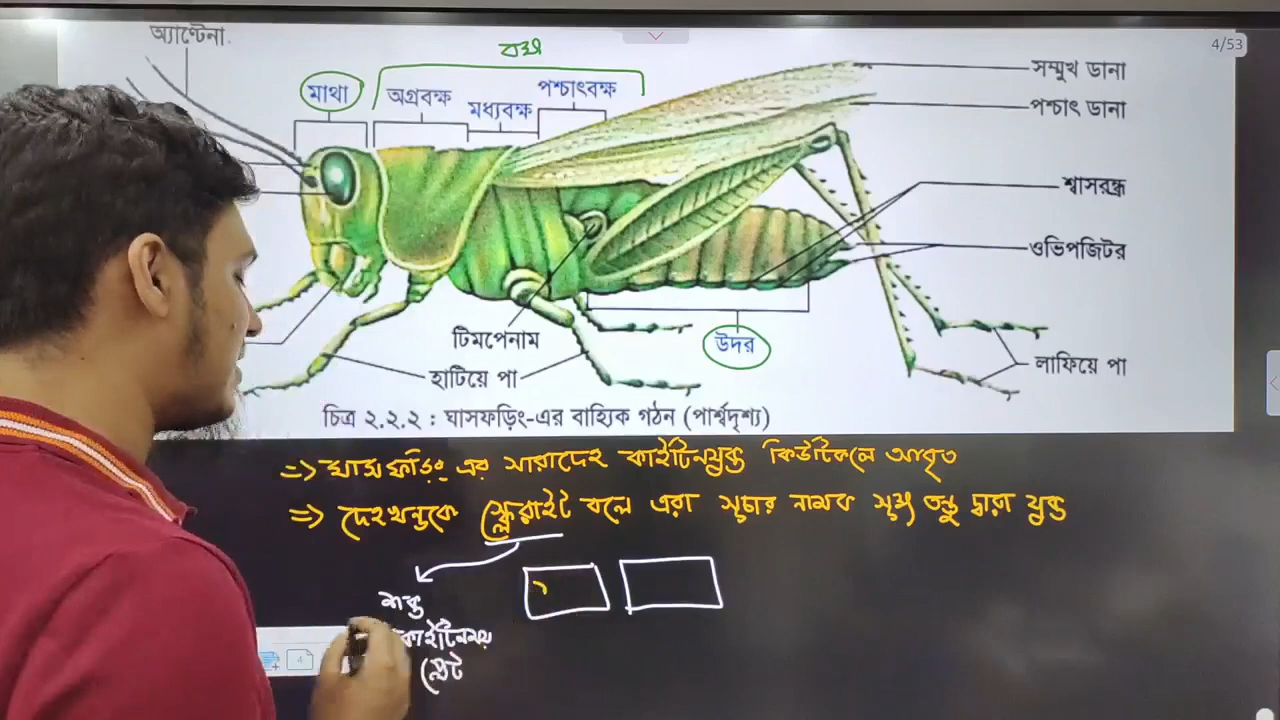 অ্যান্টেনা
4/53
বক্ষ
মাথা
অগ্রবক্ষ
মধ্যবক্ষ
পশ্চাৎবক্ষ
সম্মুখ ডানা
পশ্চাৎ ডানা
শ্বাসরন্ধ্র
ওভিপজিটর
টিমপেনাম
উদর
হাটিয়ে পা
লাফিয়ে পা
চিত্র ২.২.২ : ঘাসফড়িং-এর বাহ্যিক গঠন (পার্শ্বদৃশ্য)
=> ঘাসফড়িং এর সারাদেহ কাইটিনযুক্ত কিউটিকলে আবৃত
=> দেহখন্ডকে স্ক্লেরাইট বলে এরা সূচার নামক সূক্ষ্ম তন্তু দ্বারা যুক্ত
শক্ত
কাইটিনময়
প্লেট
4